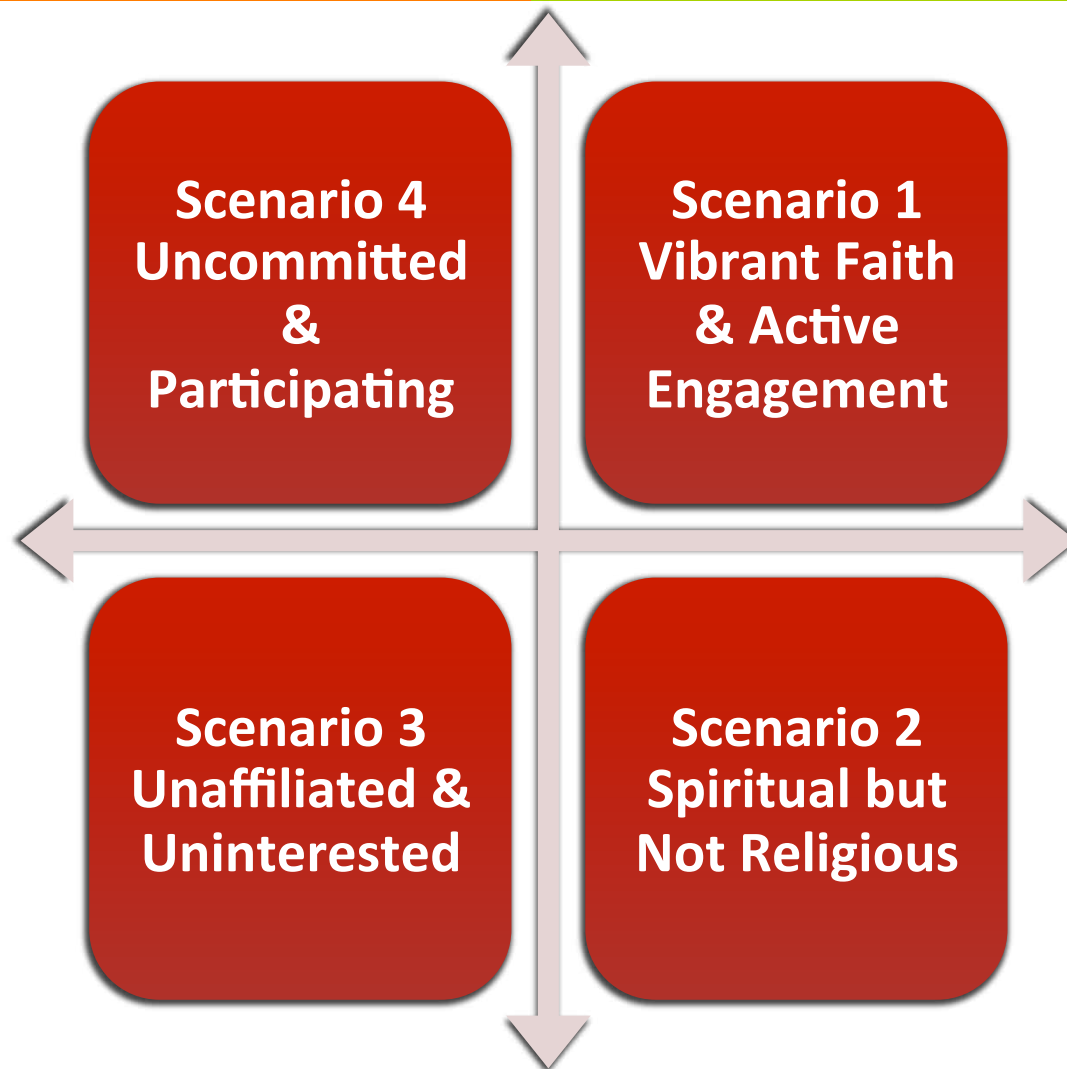 Scenario 4
Uncommitted
&
Participating
Scenario 1
Vibrant Faith
& Active
Engagement
Scenario 3
Unaffiliated &
Uninterested
Scenario 2
Spiritual but
Not Religious